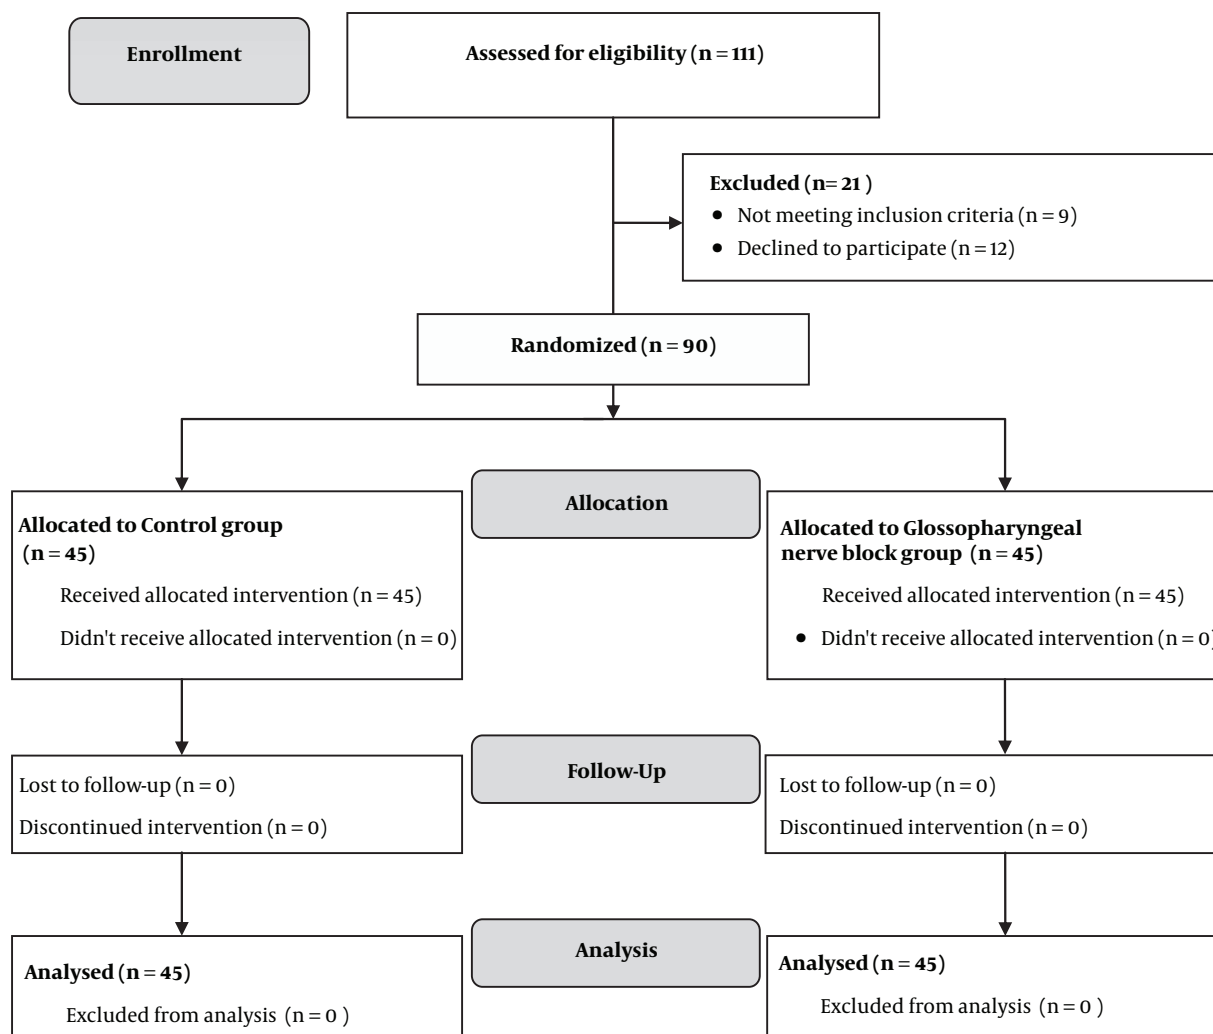 Enrollment
Assessed for eligibility (n = 111)
Excluded (n= 21 )
• Not meeting inclusion criteria (n = 9)
• Declined to participate (n = 12)
Randomized (n = 90)
Allocation
Allocated to Control group
(n = 45)
Received allocated intervention (n = 45)
Didn't receive allocated intervention (n = 0)
Allocated to Glossopharyngeal
nerve block group (n = 45)
Received allocated intervention (n = 45)
• Didn't receive allocated intervention (n = 0)
Follow-Up
Lost to follow-up (n = 0)
Discontinued intervention (n = 0)
Lost to follow-up (n = 0)
Discontinued intervention (n = 0)
Analysis
Analysed (n = 45)
Excluded from analysis (n = 0 )
Analysed (n = 45)
Excluded from analysis (n = 0 )